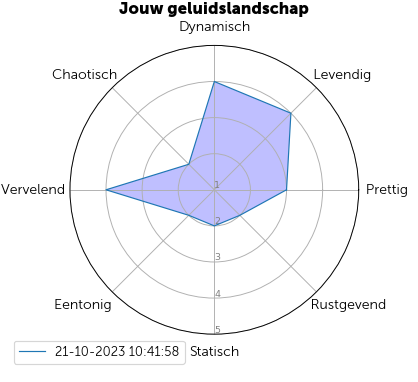 Jouw geluidslandschap
Dynamisch
Chaotisch
Levendig
Vervelend
1
Prettig
2
3
4
Eentonig
Rustgevend
5
21-10-2023 10:41:58
Statisch